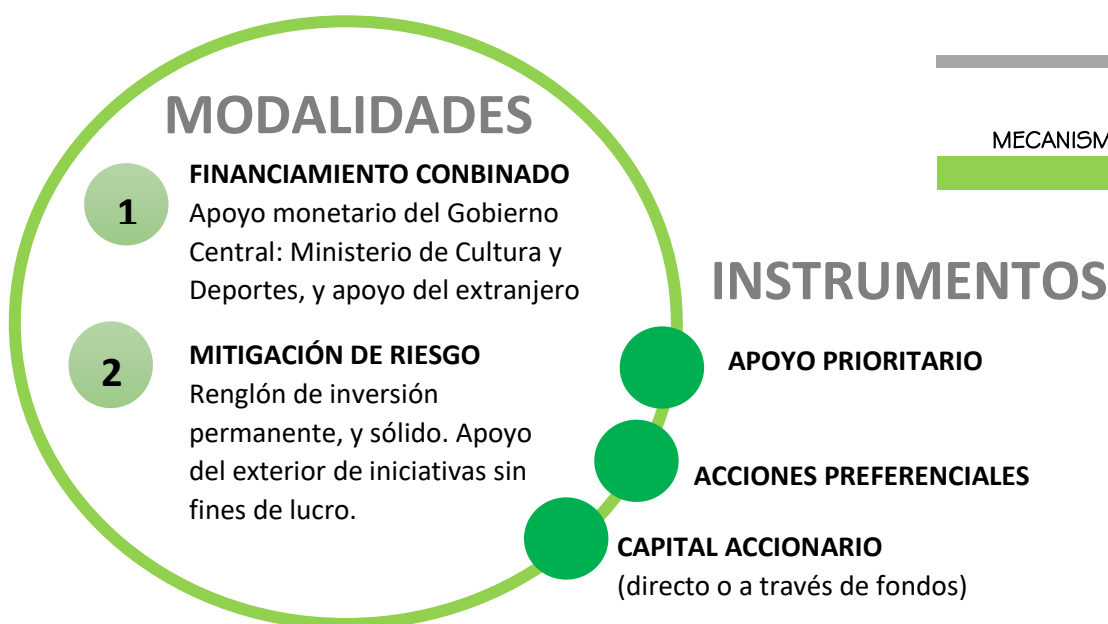 MODALIDADES
1
FINANCIAMIENTO CONBINADO
Apoyo monetario del Gobierno
Central: Ministerio de Cultura y
Deportes, y apoyo del extranjero
2
MITIGACIÓN DE RIESGO
Renglón de inversión
permanente, y sólido. Apoyo
del exterior de iniciativas sin
fines de lucro.
MECANISM
INSTRUMENTOS
APOYO PRIORITARIO
ACCIONES PREFERENCIALES
CAPITAL ACCIONARIO
(directo o a través de fondos)